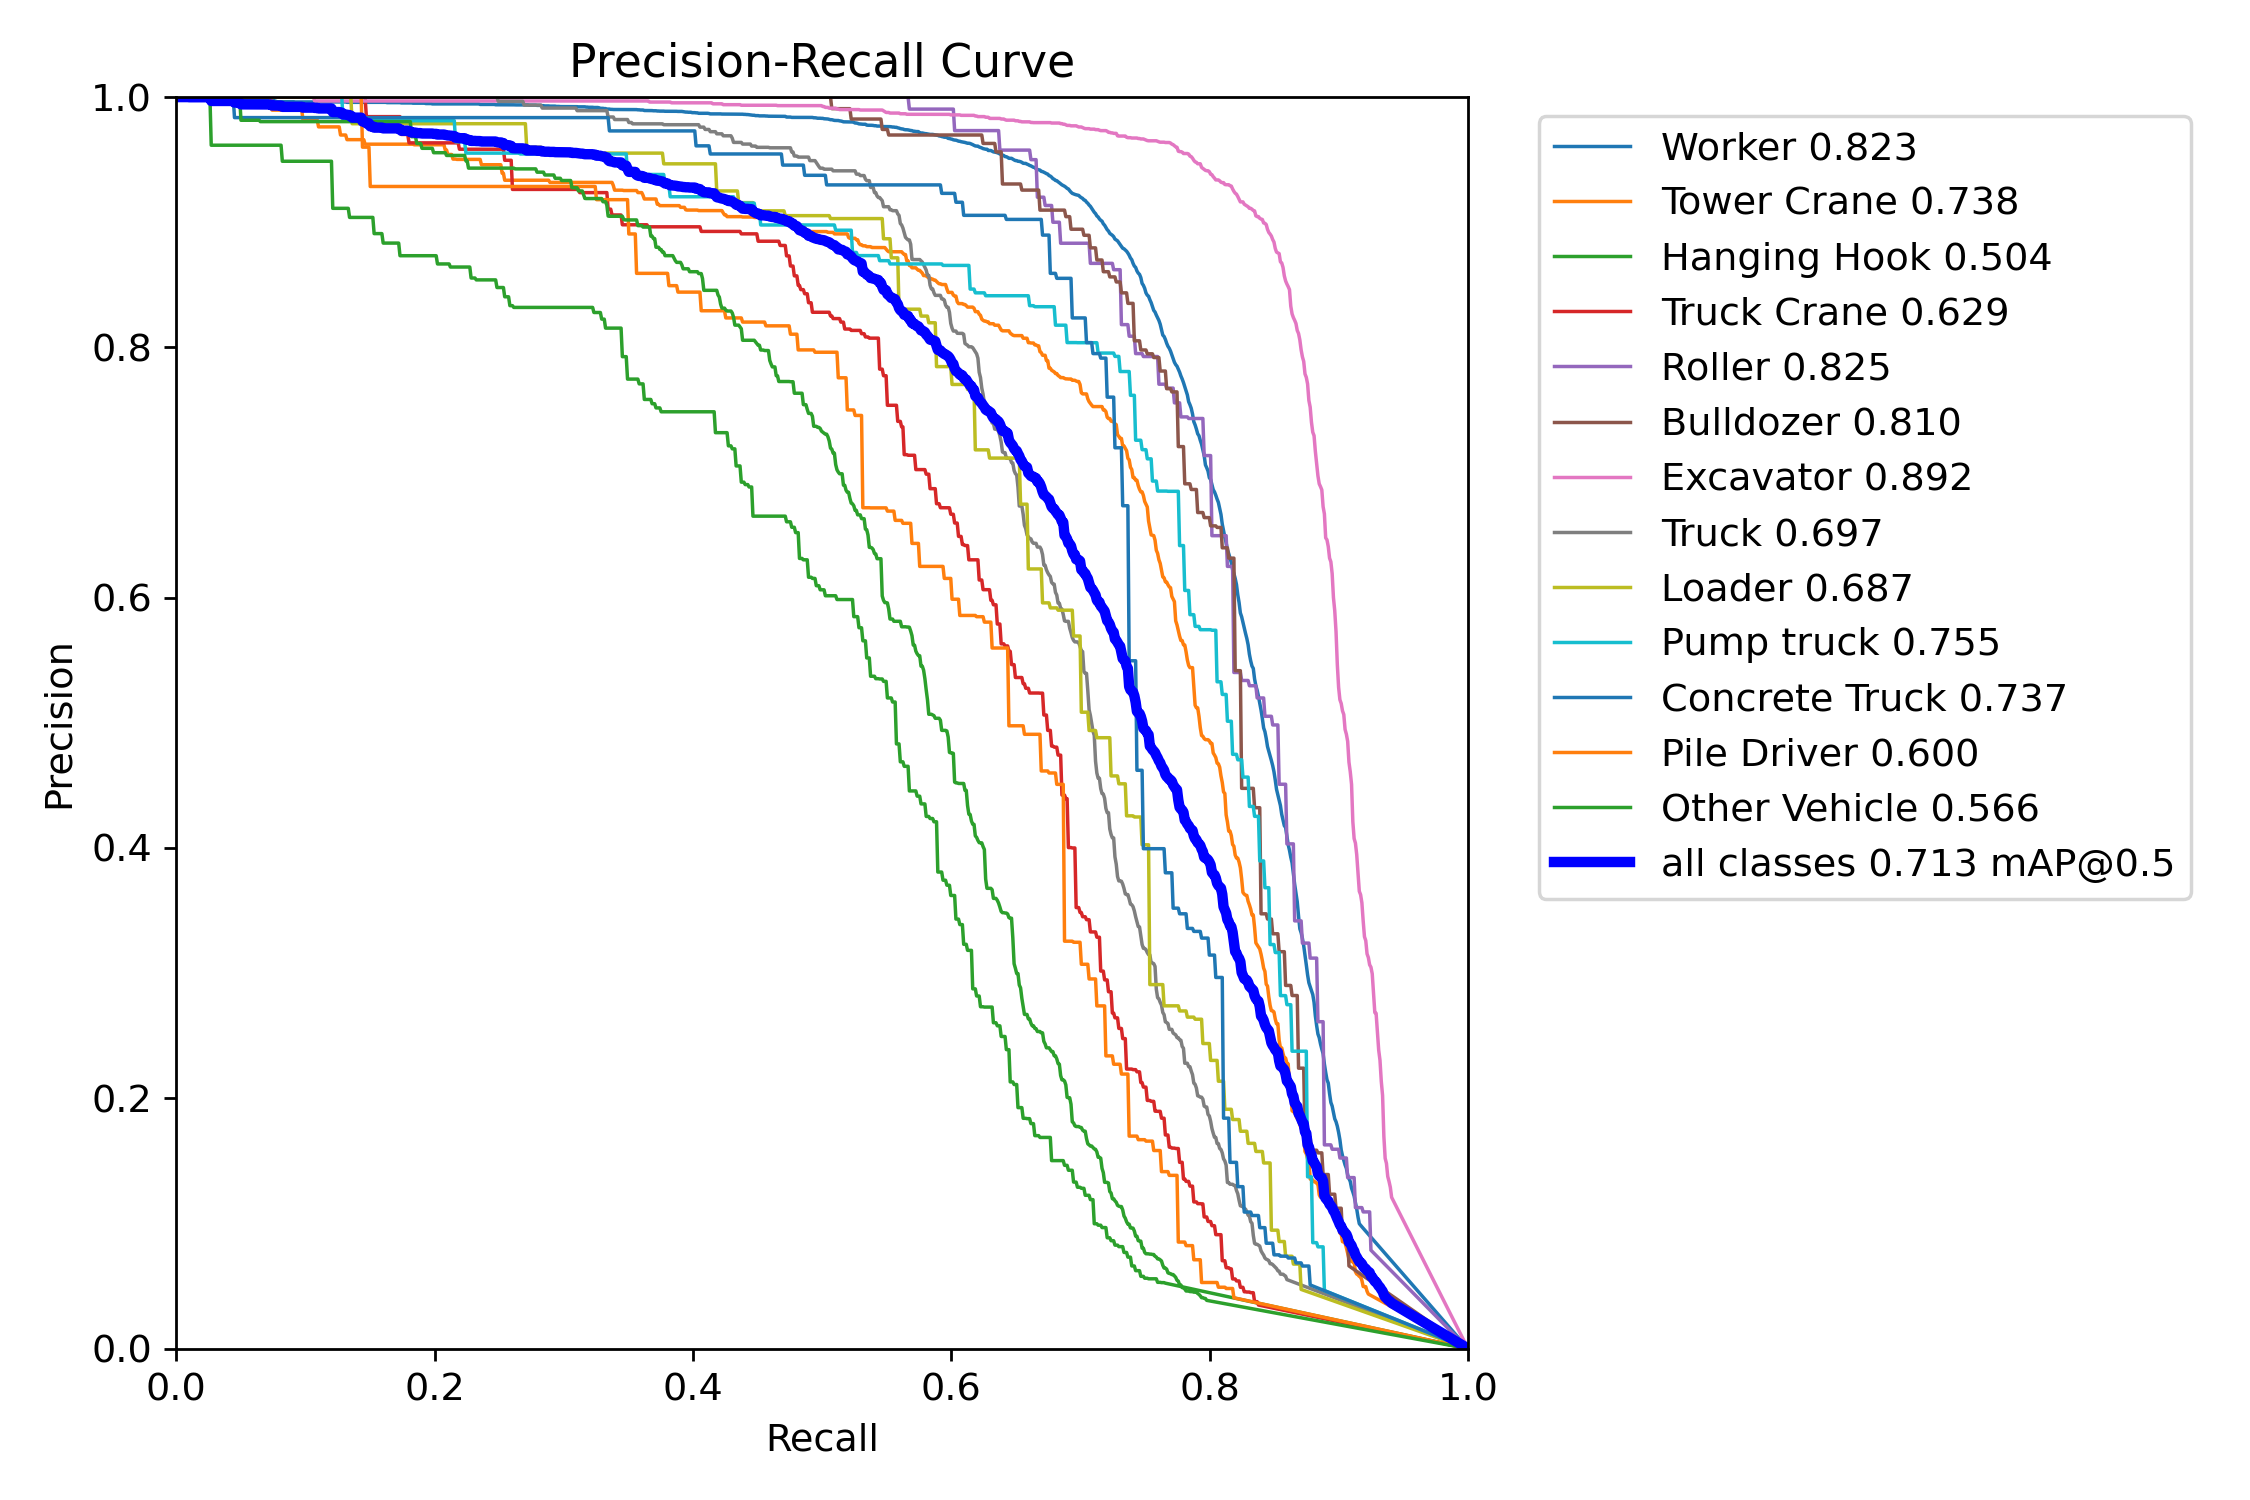 Precision-Recall Curve
1.0
0.8
0.6
0.4
0.2
0.0
Precision
0.0 0.2 0.4 0.6 0.8 1.0
Recall
Worker 0.823
Tower Crane 0.738
Hanging Hook 0.504
Truck Crane 0.629
Roller 0.825
Bulldozer 0.810
Excavator 0.892
Truck 0.697
Loader 0.687
Pump truck 0.755
Concrete Truck 0.737
Pile Driver 0.600
Other Vehicle 0.566
all classes 0.713 mAP@0.5